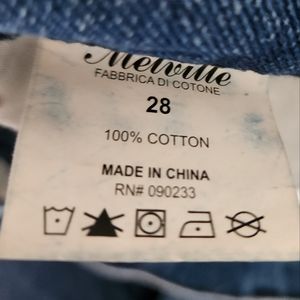 Melville
FABBRICA DI COTONE
28
100% COTTON
MADE IN CHINA
RN# 090233